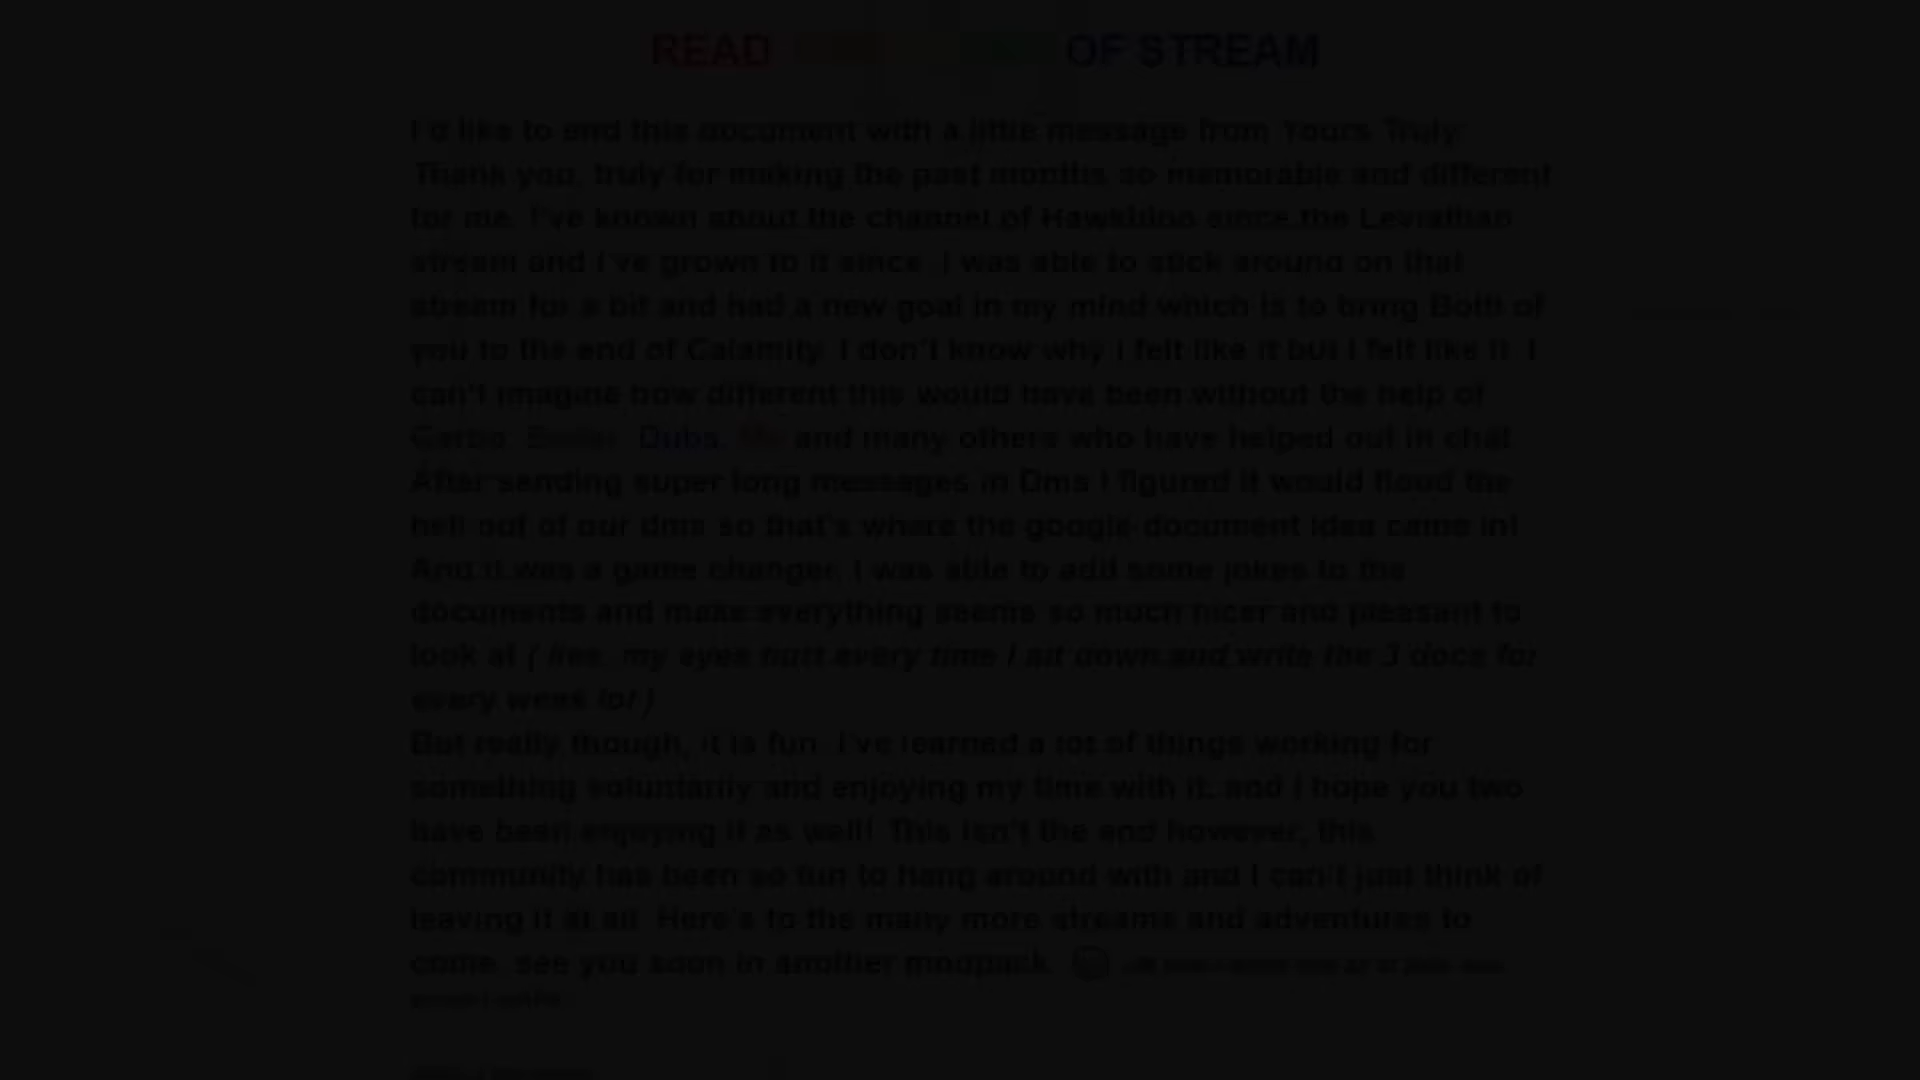 READ OF STREAM
I'd like to end this document with a little message from Yours Truly.
Thank you, truly for making the past months so memorable and different
for me. I've known about the channel of since the Leviathan
stream and I've grown to it since. I was able to stick around on that
stream for a bit and had a new goal in my mind which is to bring Both of
you to the end of Calamity. I don't know why I felt like it but I felt like it. I
can't imagine how different this would have been without the help of
Dubs, and many others who have helped out in chat
After sending super long messages in Dms I figured it would flood the
hell out of our dms so that's where the google document idea came in!
And it was a game changer. I was able to add some jokes to the
documents and make everything seems so much nicer and pleasant to
look at ( lies, my eyes hurt every time I sit down and write the 3 docs for
every week lol )
But really though, it is fun. I've learned a lot of things working for
something voluntarily and enjoying my time with it, and I hope you two
have been enjoying it as well! This isn't the end however, this
community has been so fun to hang around with and I can't just think of
leaving it at all. Here's to the many more streams and adventures to
come, see you soon in another modpack.